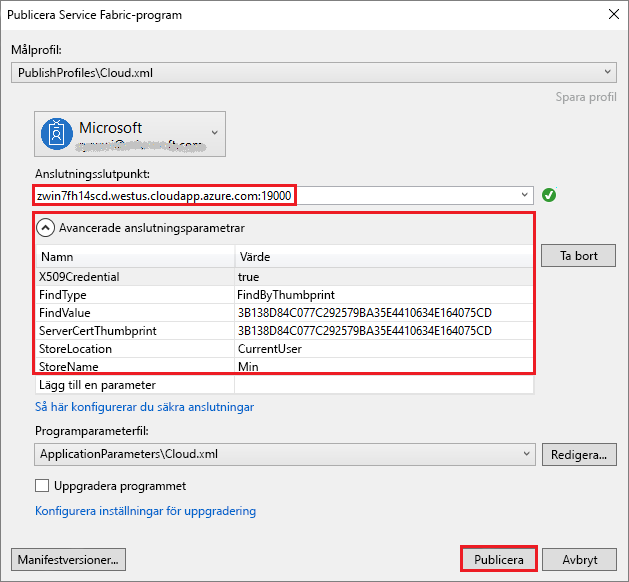 Publicera Service Fabric-program
Målprofil:
PublishProfiles\Cloud.xml
Spara profil
Microsoft
Anslutningsslutpunkt:
zwin7fh14scd.westus.cloudapp.azure.com:19000
Avancerade anslutningsparametrar
Ta bort
Namn Värde
X509Credential true
FindType FindByThumbprint
FindValue 3B138D84C077C292579BA35E4410634E164075CD
ServerCertThumbprint 3B138D84C077C292579BA35E4410634E164075CD
StoreLocation CurrentUser
StoreName Min
Lägg till en parameter
Så här konfigurerar du säkra anslutningar
Programparameterfil:
ApplicationParameters\Cloud.xml
Redigera...
Uppgradera programmet
Konfigurera inställningar för uppgradering
Manifestversioner... Publicera Avbryt